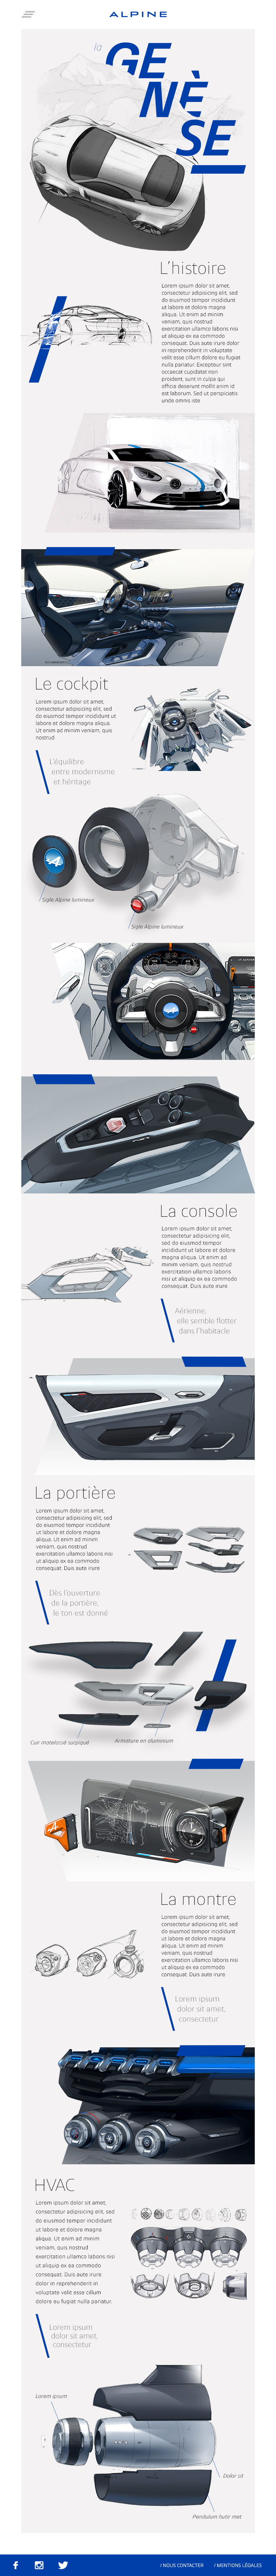 ALPINE
la
GE
NÈ
SE
L'histoire
Lorem ipsum dolor sit amet,
consectetur adipisicing elit, sed
do eiusmod tempor incididunt
ut labore et dolore magna
aliqua. Ut enim ad minim
veniam, quis nostrud
exercitation ullamco laboris nisi
ut aliquip ex ea commodo
consequat. Duis aute irure dolor
in reprehenderit in voluptate
velit esse cillum dolore eu fugiat
nulla pariatur. Excepteur sint
occaecat cupidatat non
proident, sunt in culpa qui
officia deserunt mollit anim id
est laborum. Sed ut perspiciatis
unde omnis iste
Le cockpit
Lorem ipsum dolor sit amet,
consectetur adipisicing elit, sed
do eiusmod tempor incididunt ut
labore et dolore magna aliqua.
Ut enim ad minim veniam, quis
nostrud
L'équilibre
entre modernisme
et héritage
Sigle Alpine lumineux
Sigle Alpine lumineux
La console
Lorem ipsum dolor sit amet,
consectetur adipisicing elit,
sed do eiusmod tempor
incididunt ut labore et dolore
magna aliqua. Ut enim ad
minim veniam, quis nostrud
exercitation ullamco laboris
nisi ut aliquip ex ea commodo
consequat. Duis aute irure
Aérienne,
elle semble flotter
dans l'habitacle
La portière
Lorem ipsum dolor sit amet,
consectetur adipisicing elit, sed
do eiusmod tempor incididunt
ut labore et dolore magna
aliqua. Ut enim ad minim
veniam, quis nostrud
exercitation ullamco laboris nisi
ut aliquip ex ea commodo
consequat. Duis aute irure
Dès l'ouverture
de la portière,
le ton est donné
Cuir matelassé surpiqué
Armature en aluminium
La montre
Lorem ipsum dolor sit amet,
consectetur adipisicing elit, sed
do eiusmod tempor incididunt
ut labore et dolore magna
aliqua. Ut enim ad minim
veniam, quis nostrud
exercitation ullamco laboris nisi
ut aliquip ex ea commodo
consequat. Duis aute irure
Lorem ipsum
dolor sit amet,
consectetur
HVAC
Lorem ipsum dolor sit amet,
consectetur adipisicing elit, sed
do eiusmod tempor incididunt
ut labore et dolore magna
aliqua. Ut enim ad minim
veniam, quis nostrud
exercitation ullamco laboris nisi
ut aliquip ex ea commodo
consequat. Duis aute irure
dolor in reprehenderit in
voluptate velit esse cillum
dolore eu fugiat nulla pariatur.
Lorem ipsum
dolor sit amet,
consectetur
Lorem ipsum
Dolor sit
Pendulum hutir met
/ NOUS CONTACTER
/ MENTIONS LÉGALES